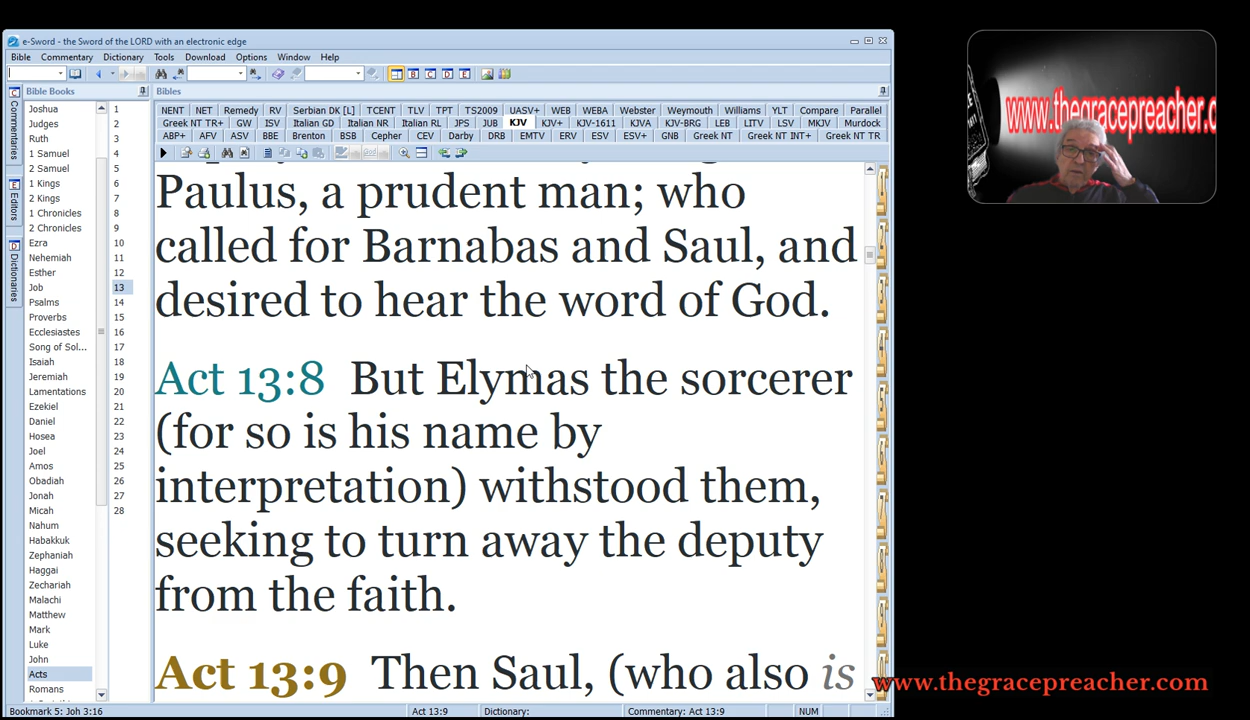 e-Sword - the Sword of the LORD with an electronic edge
Bible Commentary Dictionary Tools Download Options Window Help
Bible Books
Bibles
NENT NET Remedy RV Serbian DK [L] TCENT TLV TPT TS2009 UASV+ WEB WEBA Webster Weymouth Williams YLT Compare Parallel
Greek NT TR+ GW ISV Italian GD Italian NR Italian RL JPS JUB KJV KJV+ KJV-1611 KJVA KJV-BRG LEB LITV LSV MKJV Murdock
ABP+ AFV ASV BBE Brenton BSB Cepher CEV Darby DRB EMTV ERV ESV ESV+ GNB Greek NT Greek NT INT+ Greek NT TR
Commentaries
Editors
Dictionaries
Joshua 1
Judges 2
Ruth 3
1 Samuel 4
2 Samuel 5
1 Kings 6
2 Kings 7
1 Chronicles 8
2 Chronicles 9
Ezra 10
Nehemiah 11
Esther 12
Job 13
Psalms 14
Proverbs 15
Ecclesiastes 16
Song of Sol... 17
Isaiah 18
Jeremiah 19
Lamentations 20
Ezekiel 21
Daniel 22
Hosea 23
Joel 24
Amos 25
Obadiah 26
Jonah 27
Micah 28
Nahum
Habakkuk
Zephaniah
Haggai
Zechariah
Malachi
Matthew
Mark
Luke
John
Acts
Romans
Paulus, a prudent man; who
called for Barnabas and Saul, and
desired to hear the word of God.
Act 13:8 But Elymas the sorcerer
(for so is his name by
interpretation) withstood them,
seeking to turn away the deputy
from the faith.
Act 13:9 Then Saul, (who also is
Bookmark 5: Joh 3:16 Act 13:9 Dictionary: Commentary: Act 13:9 NUM
www.thegracepreacher.c
www.thegracepreacher.com